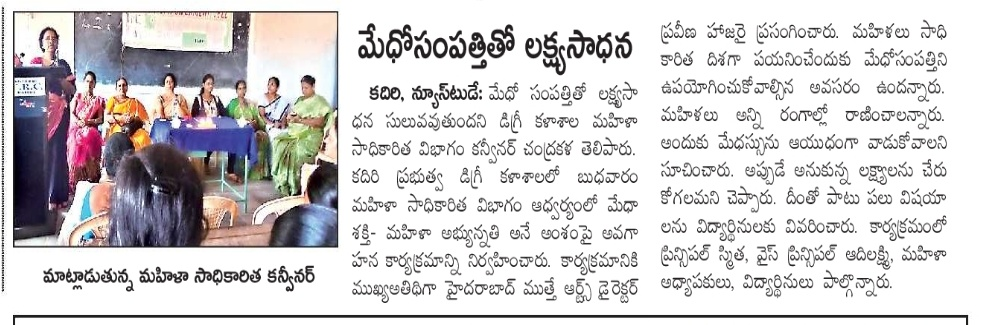 మేధోసంపత్తితో లక్ష్యసాధన
కదిరి, న్యూస్‌టుడే: మేధో సంపత్తితో లక్ష్యసా
ధన సులువవుతుందని డిగ్రీ కళాశాల మహిళా
సాధికారిత విభాగం కన్వీనర్ చంద్రకళ తెలిపారు.
కదిరి ప్రభుత్వ డిగ్రీ కళాశాలలో బుధవారం
మహిళా సాధికారిత విభాగం ఆధ్వర్యంలో మేధా
శక్తి- మహిళా అభ్యున్నతి అనే అంశంపై అవగా
హన కార్యక్రమాన్ని నిర్వహించారు. కార్యక్రమానికి
ముఖ్యఅతిథిగా హైదరాబాద్ ముత్తే ఆర్ట్స్ డైరెక్టర్
ప్రవీణ హాజరై ప్రసంగించారు. మహిళలు సాధి
కారిత దిశగా పయనించేందుకు మేధోసంపత్తిని
ఉపయోగించుకోవాల్సిన అవసరం ఉందన్నారు.
మహిళలు అన్ని రంగాల్లో రాణించాలన్నారు.
అందుకు మేధస్సును ఆయుధంగా వాడుకోవాలని
సూచించారు. అప్పుడే అనుకున్న లక్ష్యాలను చేరు
కోగలమని చెప్పారు. దీంతో పాటు పలు విషయా
లను విద్యార్థినులకు వివరించారు. కార్యక్రమంలో
ప్రిన్సిపల్ స్మిత, వైస్ ప్రిన్సిపల్ ఆదిలక్ష్మి, మహిళా
అధ్యాపకులు, విద్యార్థినులు పాల్గొన్నారు.
మాట్లాడుతున్న మహిళా సాధికారిత కన్వీనర్